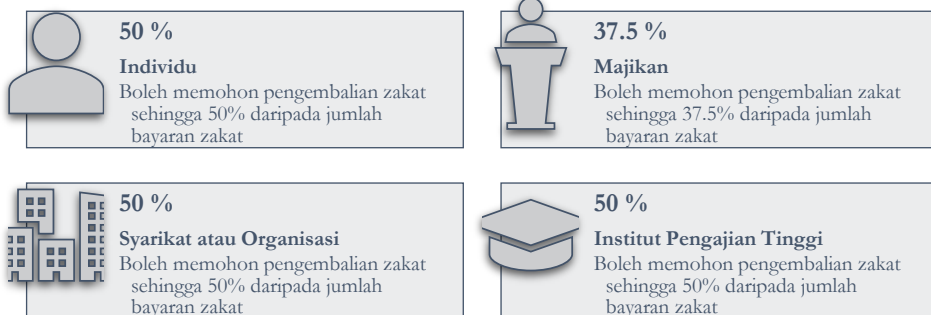 50 %
Individu
Boleh memohon pengembalian zakat
sehingga 50% daripada jumlah
bayaran zakat
37.5 %
Majikan
Boleh memohon pengembalian zakat
sehingga 37.5% daripada jumlah
bayaran zakat
50 %
Syarikat atau Organisasi
Boleh memohon pengembalian zakat
sehingga 50% daripada jumlah
bayaran zakat
50 %
Institut Pengajian Tinggi
Boleh memohon pengembalian zakat
sehingga 50% daripada jumlah
bayaran zakat